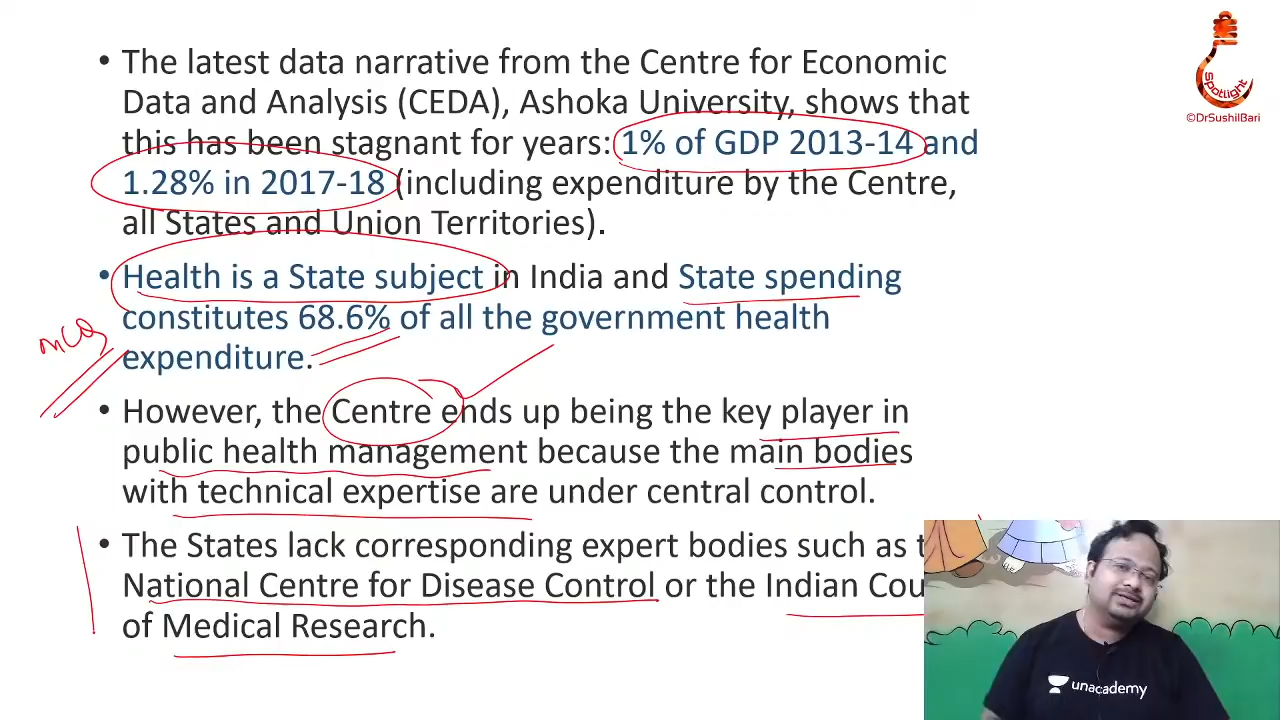 • The latest data narrative from the Centre for Economic
Data and Analysis (CEDA), Ashoka University, shows that
this has been stagnant for years: 1% of GDP 2013-14 and
1.28% in 2017-18 (including expenditure by the Centre,
all States and Union Territories).
• Health is a State subject in India and State spending
constitutes 68.6% of all the government health
expenditure.
MCQ
• However, the Centre ends up being the key player in
public health management because the main bodies
with technical expertise are under central control.
• The States lack corresponding expert bodies such as t
National Centre for Disease Control or the Indian Cou
of Medical Research.
Spotlight
©DrSushilBari
unacademy